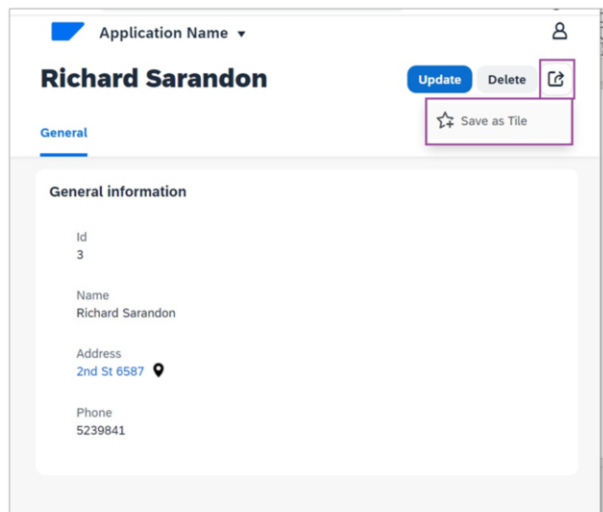 Application Name
Richard Sarandon
Update Delete
Save as Tile
General
General information
Id
3
Name
Richard Sarandon
Address
2nd St 6587
Phone
5239841